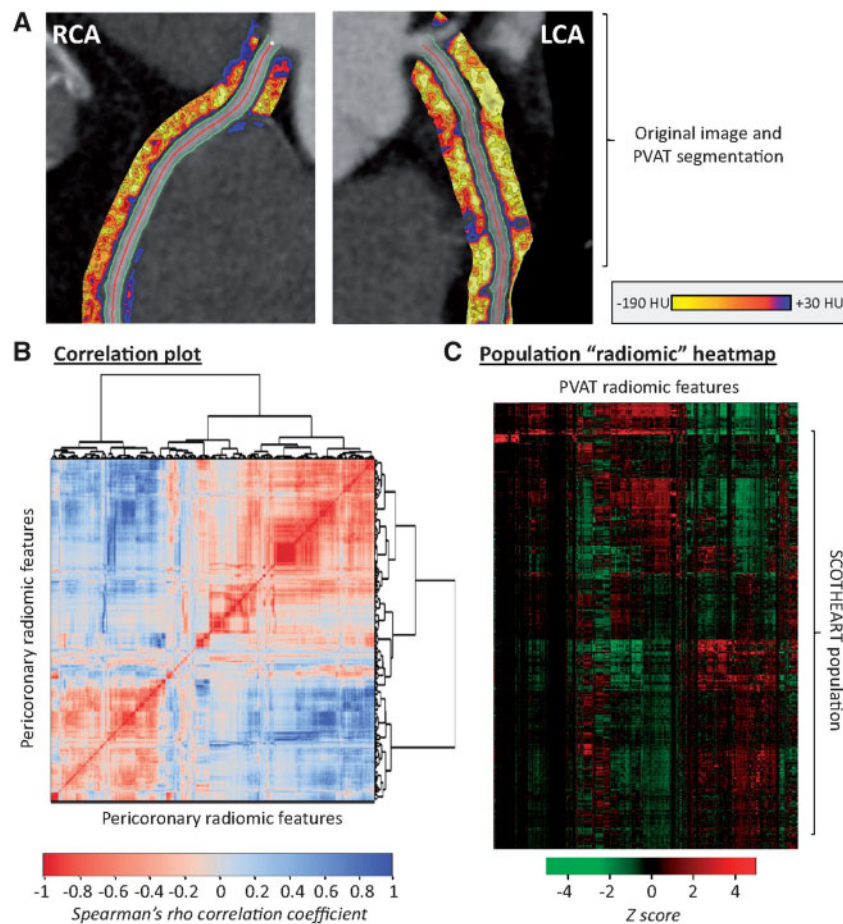 A
RCA
LCA
Original image and
PVAT segmentation
-190 HU
+30 HU
B
Correlation plot
Pericoronary radiomic features
Pericoronary radiomic features
-1 -0.8 -0.6 -0.4 -0.2 0 0.2 0.4 0.6 0.8 1
Spearman's rho correlation coefficient
C
Population "radiomic" heatmap
PVAT radiomic features
SCOTHEART population
-4 -2 0 2 4
Z score